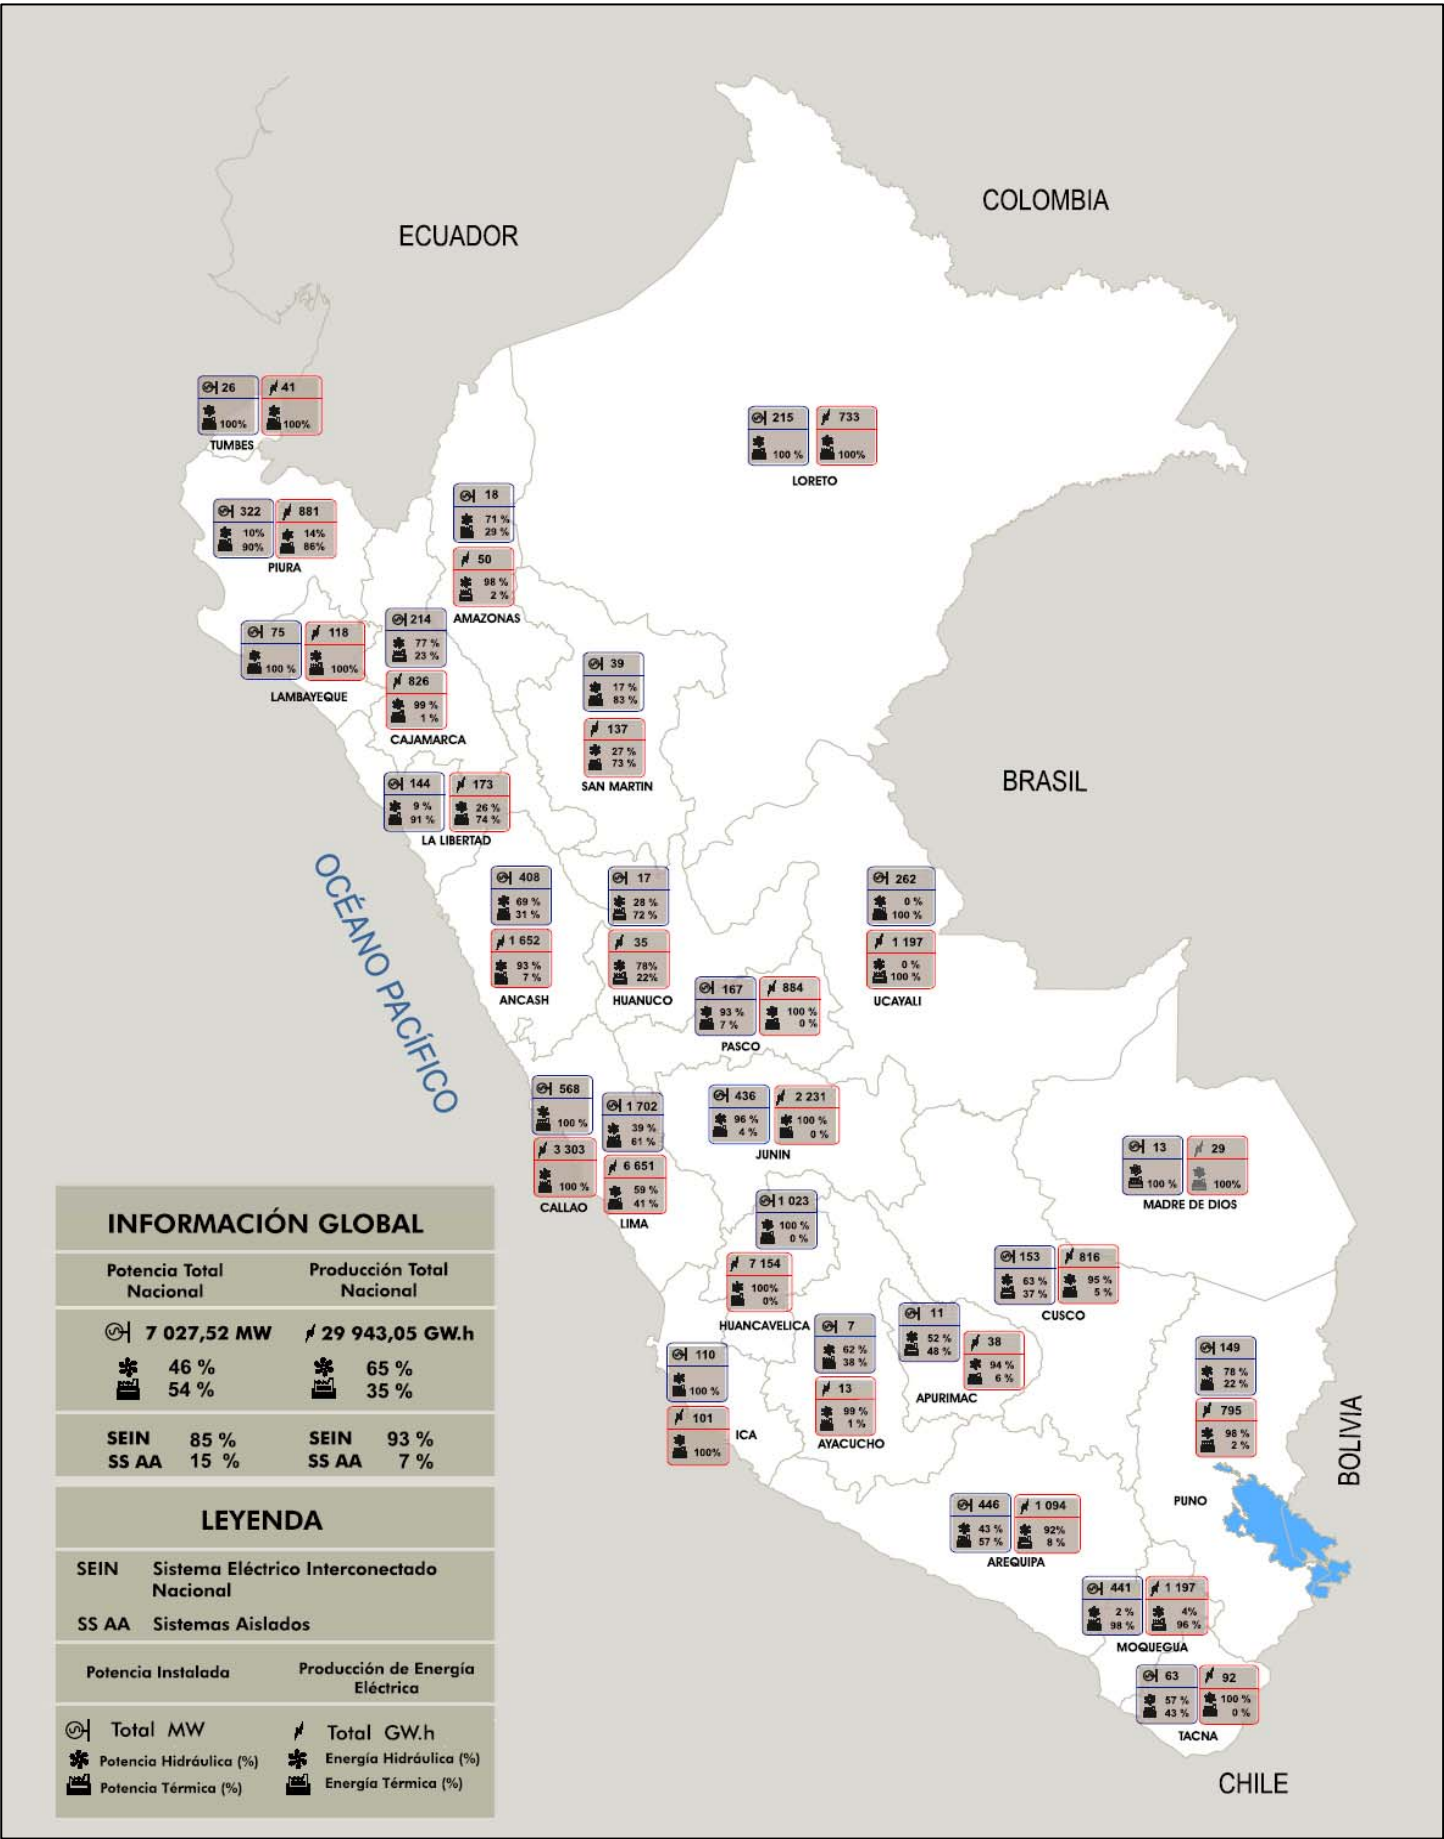 COLOMBIA
ECUADOR
26 41
100% 100%
TUMBES
215 733
100 % 100%
LORETO
18
71 %
29 %
50
98 %
2 %
AMAZONAS
322 881
10% 14%
90% 86%
PIURA
214
77 %
23 %
826
99 %
1 %
CAJAMARCA
75 118
100 % 100%
LAMBAYEQUE
39
17 %
83 %
137
27 %
73 %
SAN MARTIN
BRASIL
144 173
9 % 26 %
91 % 74 %
LA LIBERTAD
OCÉANO PACÍFICO
408
69 %
31 %
1 652
93 %
7 %
ANCASH
17
28 %
72 %
35
78%
22%
HUANUCO
262
0 %
100 %
1 197
0 %
100 %
UCAYALI
167 884
93 % 100 %
7 % 0 %
PASCO
568
100 %
3 303
100 %
CALLAO
1 702
39 %
61 %
6 651
59 %
41 %
LIMA
436 2 231
96 % 100 %
4 % 0 %
JUNIN
13 29
100 % 100%
MADRE DE DIOS
1 023
100 %
0 %
7 154
100%
0%
HUANCAVELICA
153 816
63 % 95 %
37 % 5 %
CUSCO
11
52 %
48 %
38
94 %
6 %
APURIMAC
7
62 %
38 %
13
99 %
1 %
AYACUCHO
110
100 %
101
100%
ICA
149
78 %
22 %
795
98 %
2 %
PUNO
BOLIVIA
446 1 094
43 % 92%
57 % 8 %
AREQUIPA
441 1 197
2 % 4%
98 % 96 %
MOQUEGUA
63 92
57 % 100 %
43 % 0 %
TACNA
CHILE
INFORMACIÓN GLOBAL
Potencia Total
Nacional
Producción Total
Nacional
7 027,52 MW 29 943,05 GW.h
46 % 65 %
54 % 35 %
SEIN 85 % SEIN 93 %
SS AA 15 % SS AA 7 %
LEYENDA
SEIN Sistema Eléctrico Interconectado
Nacional
SS AA Sistemas Aislados
Potencia Instalada
Producción de Energía
Eléctrica
Total MW Total GW.h
Potencia Hidráulica (%) Energía Hidráulica (%)
Potencia Térmica (%) Energía Térmica (%)